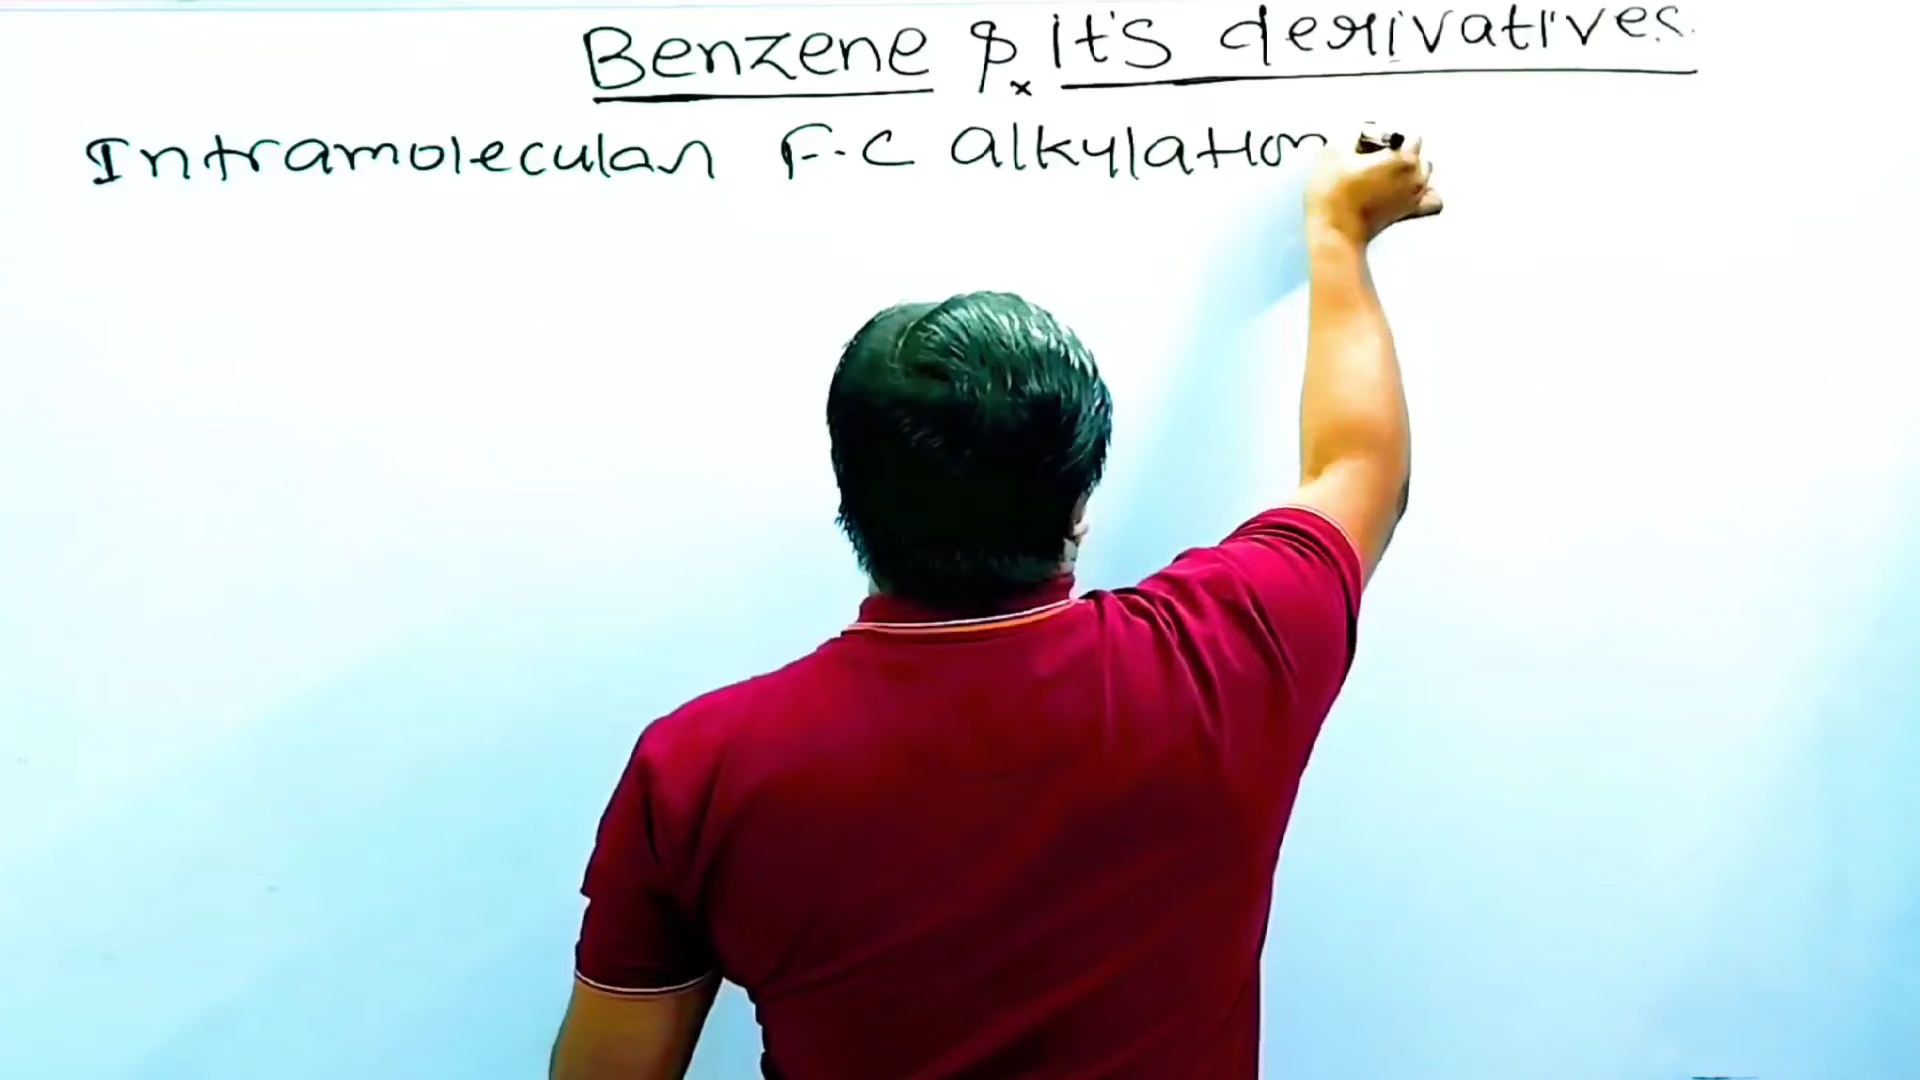 Benzene & it's derivatives.
Intramolecular F.C alkylation